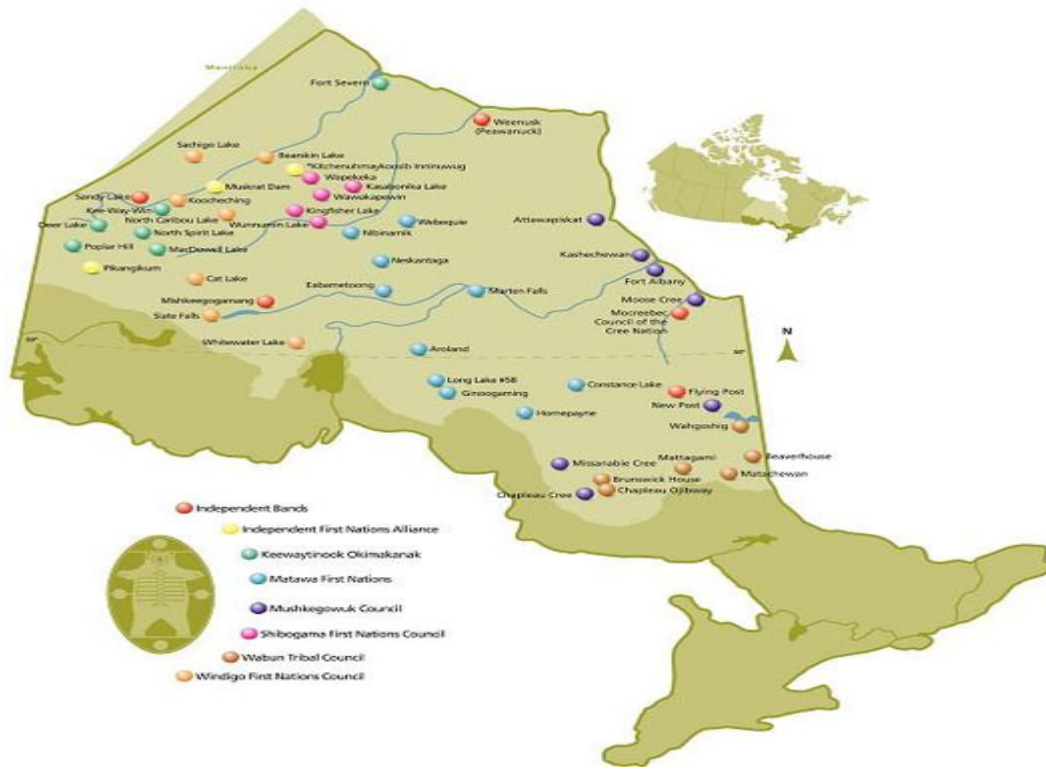 Manitoba
Fort Severn
Weenusk
(Peawanuck)
Sachigo Lake
Bearskin Lake
*Kitchenuhmaykoosib Inninuwug
Wapekeka
Kasabonika Lake
Muskrat Dam
Wawakapewin
Sandy Lake
Koocheching
Kee-Way-Win
Kingfisher Lake
North Caribou Lake
Wunnumin Lake
Webequie
Attawapiskat
Deer Lake
North Spirit Lake
Nibinamik
Poplar Hill
MacDowell Lake
Kashechewan
Pikangikum
Neskantaga
Fort Albany
Cat Lake
Eabametoong
Marten Falls
Mishkeegogamang
Moose Cree
Slate Falls
Mocreebec
Council of the
Cree Nation
N
Whitewater Lake
Aroland
50°
50°
Long Lake #58
Constance Lake
Ginoogaming
Flying Post
New Post
Hornepayne
Wahgoshig
Missanabie Cree
Mattagami
Beaverhouse
Brunswick House
Matachewan
Chapleau Cree
Chapleau Ojibway
Independent Bands
Independent First Nations Alliance
Keewaytinook Okimakanak
Matawa First Nations
Mushkegowuk Council
Shibogama First Nations Council
Wabun Tribal Council
Windigo First Nations Council